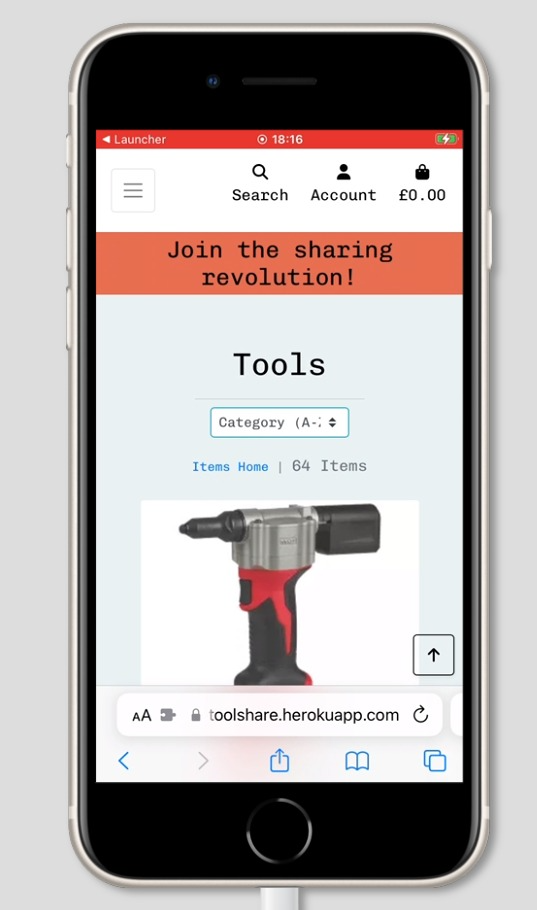 ◀ Launcher 18:16
Search Account £0.00
Join the sharing
revolution!
Tools
Category (A-
Items Home | 64 Items
AA toolshare.herokuapp.com